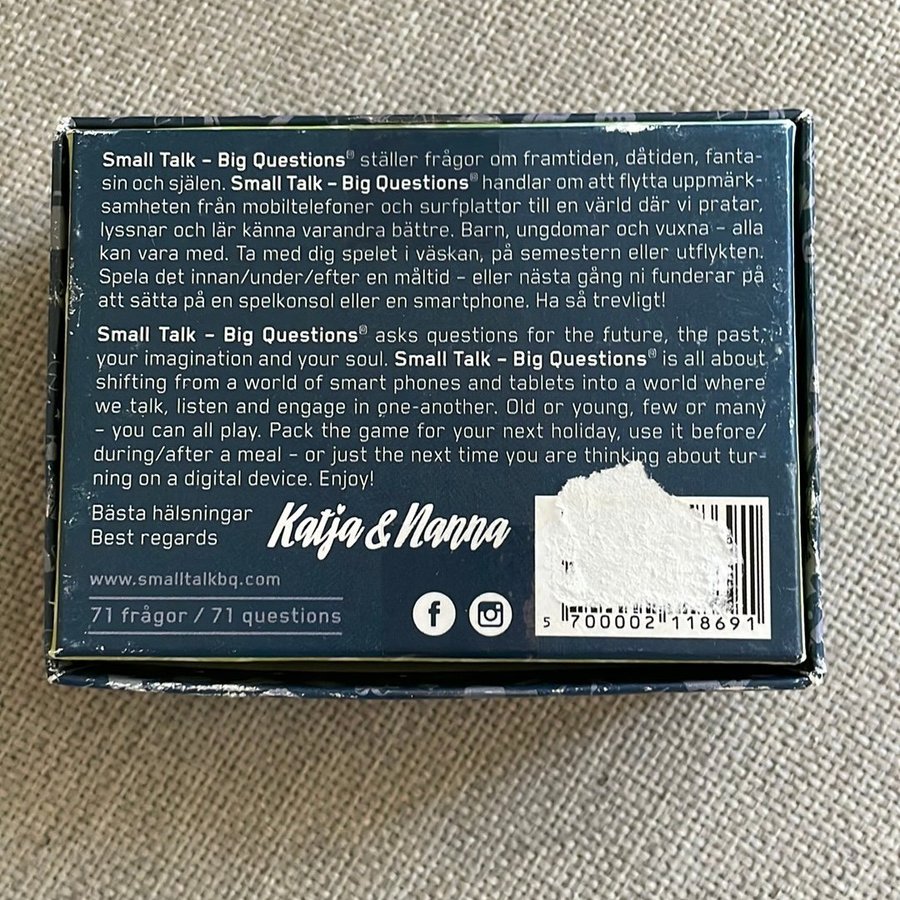 Small Talk – Big Questions® ställer frågor om framtiden, dåtiden, fanta-
sin och själen. Small Talk – Big Questions® handlar om att flytta uppmärk-
samheten från mobiltelefoner och surfplattor till en värld där vi pratar,
lyssnar och lär känna varandra bättre. Barn, ungdomar och vuxna – alla
kan vara med. Ta med dig spelet i väskan, på semestern eller utflykten.
Spela det innan/under/efter en måltid – eller nästa gång ni funderar på
att sätta på en spelkonsol eller en smartphone. Ha så trevligt!
Small Talk – Big Questions® asks questions for the future, the past,
your imagination and your soul. Small Talk – Big Questions® is all about
shifting from a world of smart phones and tablets into a world where
we talk, listen and engage in one-another. Old or young, few or many
– you can all play. Pack the game for your next holiday, use it before/
during/after a meal – or just the next time you are thinking about tur-
ning on a digital device. Enjoy!
Bästa hälsningar
Best regards
Katja & Nanna
www.smalltalkbq.com
71 frågor / 71 questions
5 700002 118691